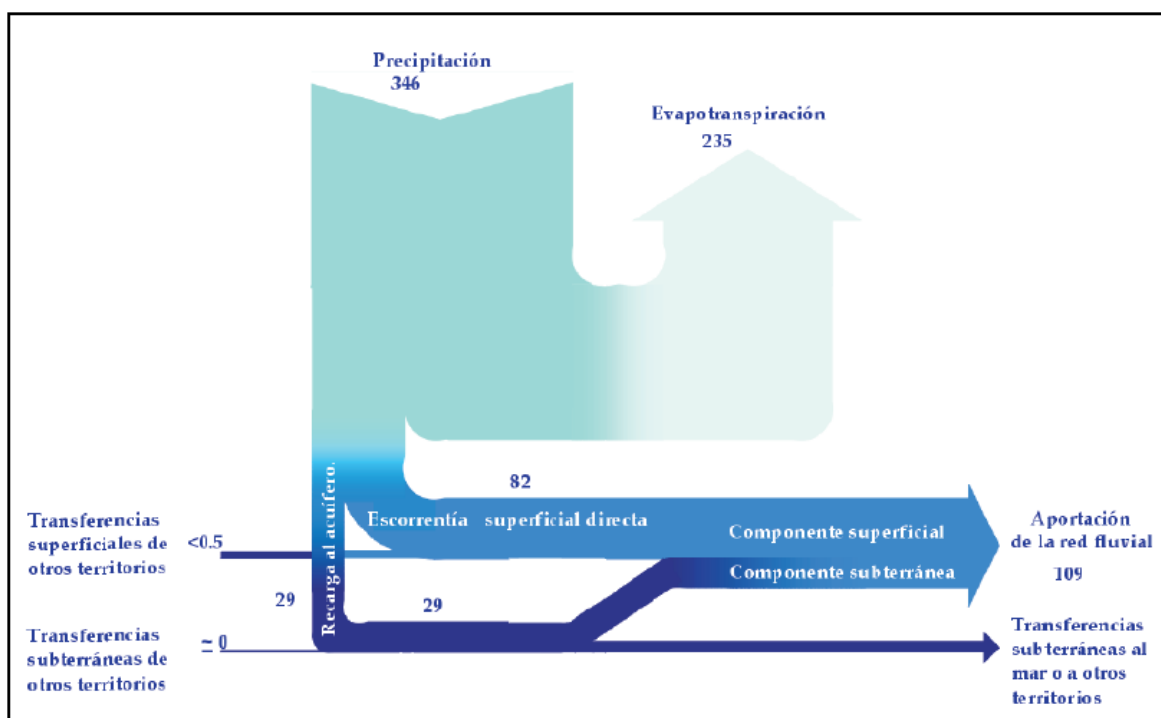 Precipitación
346
Evapotranspiración
235
82
Recarga al acuífero.
Escorrentía superficial directa
Componente superficial
Componente subterránea
Transferencias
superficiales de
otros territorios
<0.5
Aportación
de la red fluvial
109
29
29
Transferencias
subterráneas de
otros territorios
≈ 0
Transferencias
subterráneas al
mar o a otros
territorios